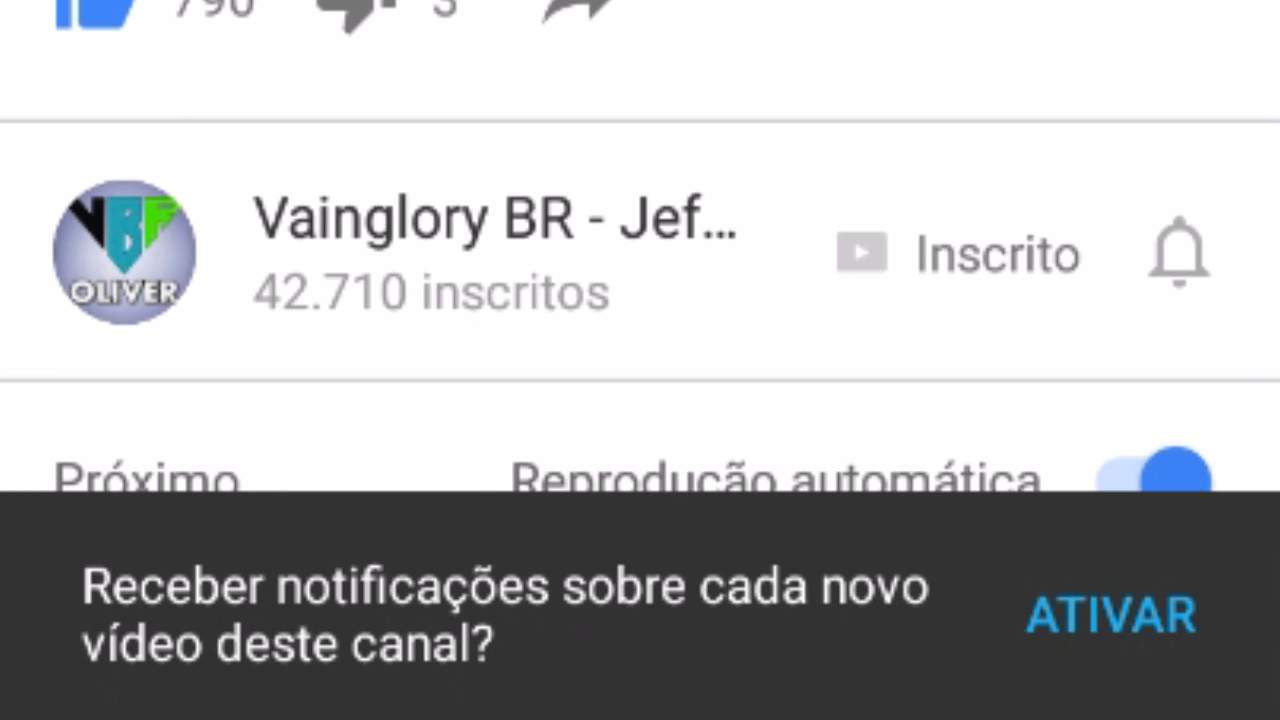 790 3
VBF
OLIVER
Vainglory BR - Jef...
42.710 inscritos
Inscrito
Próximo
Reprodução automática
Receber notificações sobre cada novo
vídeo deste canal?
ATIVAR